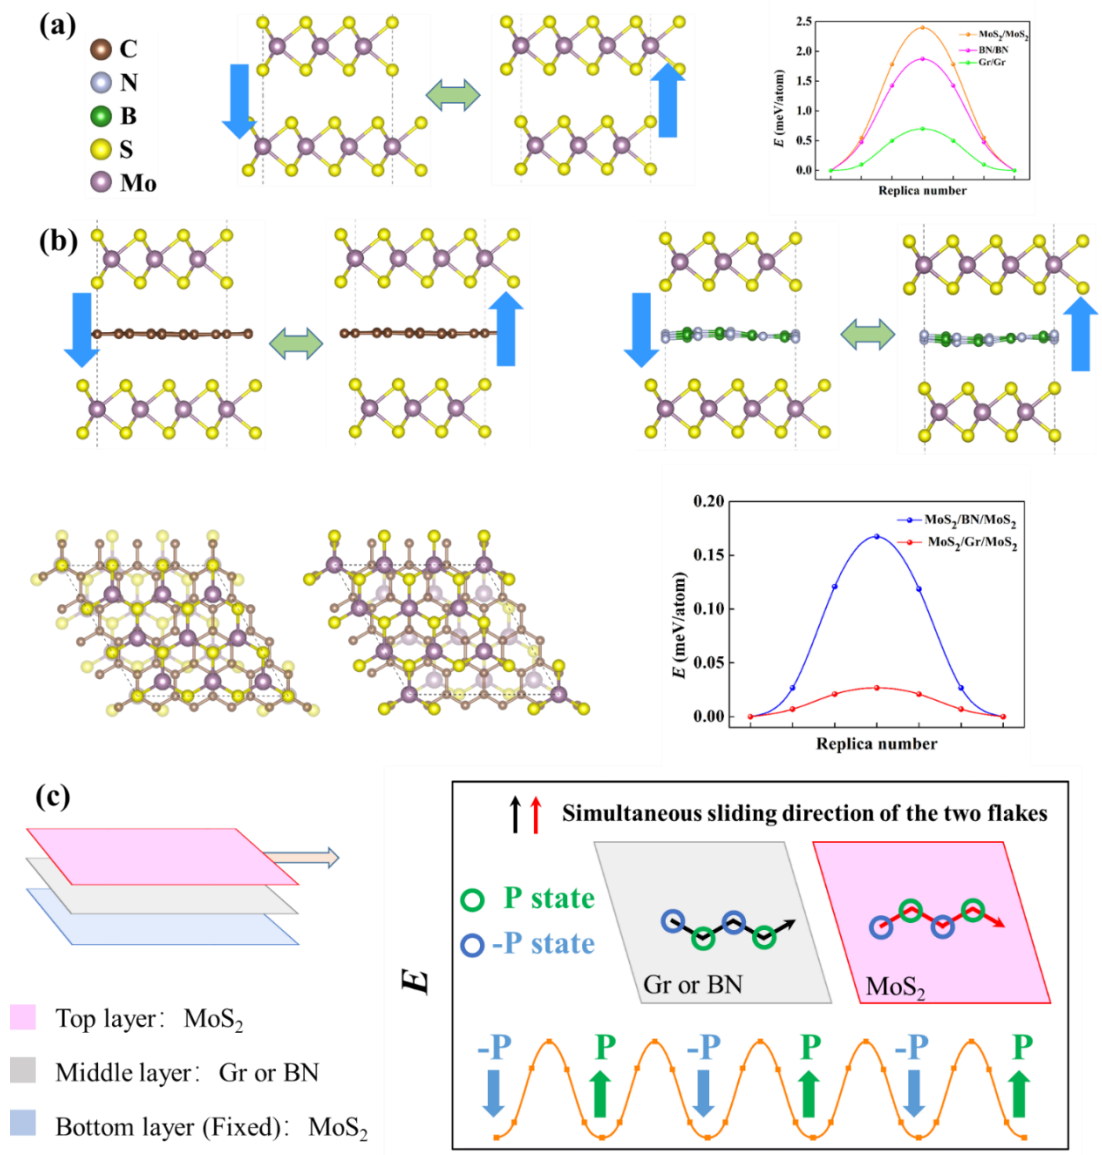 (a)
C
N
B
S
Mo
2.5
2.0
1.5
1.0
0.5
0.0
E (meV/atom)
MoS₂/MoS₂
BN/BN
Gr/Gr
Replica number
(b)
0.20
0.15
0.10
0.05
0.00
E (meV/atom)
MoS₂/BN/MoS₂
MoS₂/Gr/MoS₂
Replica number
(c)
Top layer: MoS₂
Middle layer: Gr or BN
Bottom layer (Fixed): MoS₂
E
Simultaneous sliding direction of the two flakes
P state
-P state
Gr or BN
MoS₂
-P P -P P -P P